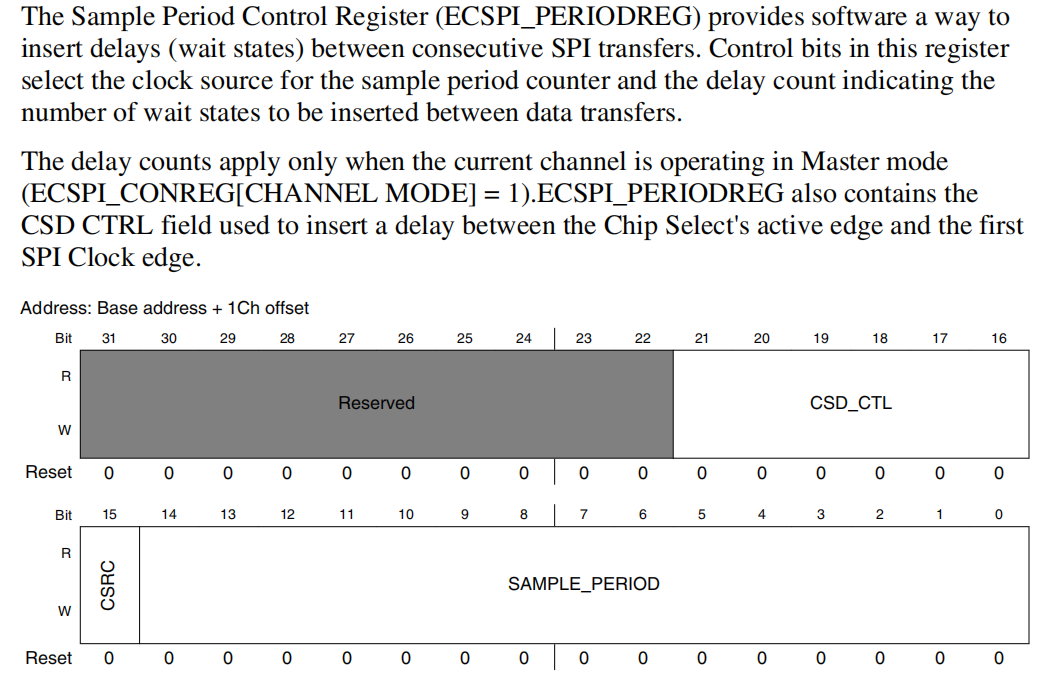 The Sample Period Control Register (ECSPI_PERIODREG) provides software a way to
insert delays (wait states) between consecutive SPI transfers. Control bits in this register
select the clock source for the sample period counter and the delay count indicating the
number of wait states to be inserted between data transfers.
The delay counts apply only when the current channel is operating in Master mode
(ECSPI_CONREG[CHANNEL MODE] = 1).ECSPI_PERIODREG also contains the
CSD CTRL field used to insert a delay between the Chip Select's active edge and the first
SPI Clock edge.
Address: Base address + 1Ch offset
Bit 31 30 29 28 27 26 25 24 23 22 21 20 19 18 17 16
R
Reserved CSD_CTL
W
Reset 0 0 0 0 0 0 0 0 0 0 0 0 0 0 0 0
Bit 15 14 13 12 11 10 9 8 7 6 5 4 3 2 1 0
R
CSRC SAMPLE_PERIOD
W
Reset 0 0 0 0 0 0 0 0 0 0 0 0 0 0 0 0